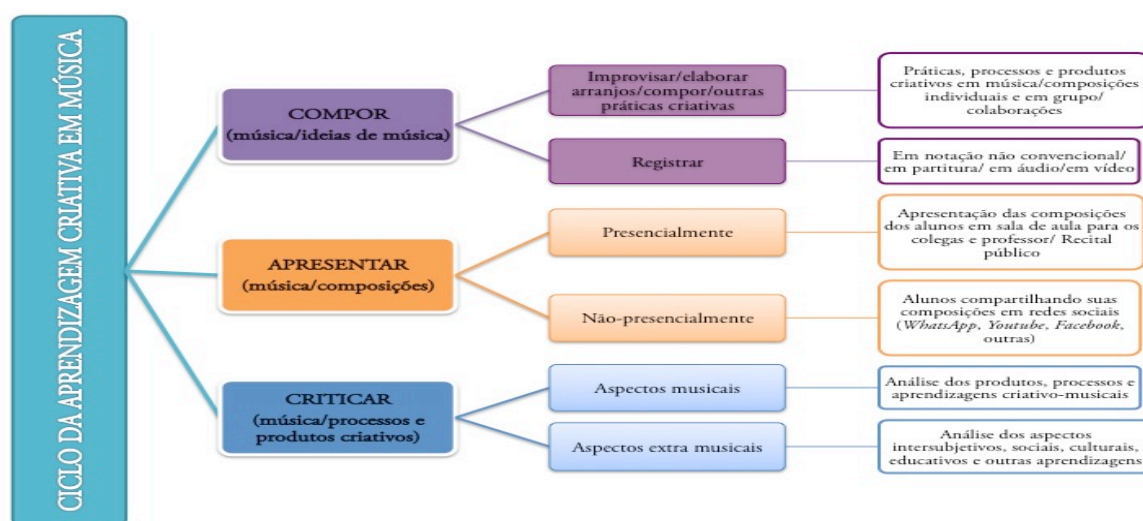 CICLO DA APRENDIZAGEM CRIATIVA EM MÚSICA
COMPOR
(música/ideias de música)
Improvisar/elaborar
arranjos/compor/outras
práticas criativas
Práticas, processos e produtos
criativos em música/composições
individuais e em grupo/
colaborações
Registrar
Em notação não convencional/
em partitura/ em áudio/em vídeo
APRESENTAR
(música/composições)
Presencialmente
Apresentação das composições
dos alunos em sala de aula para os
colegas e professor/ Recital
público
Não-presencialmente
Alunos compartilhando suas
composições em redes sociais
(WhatsApp, Youtube, Facebook,
outras)
CRITICAR
(música/processos e
produtos criativos)
Aspectos musicais
Análise dos produtos, processos e
aprendizagens criativo-musicais
Aspectos extra musicais
Análise dos aspectos
intersubjetivos, sociais, culturais,
educativos e outras aprendizagens